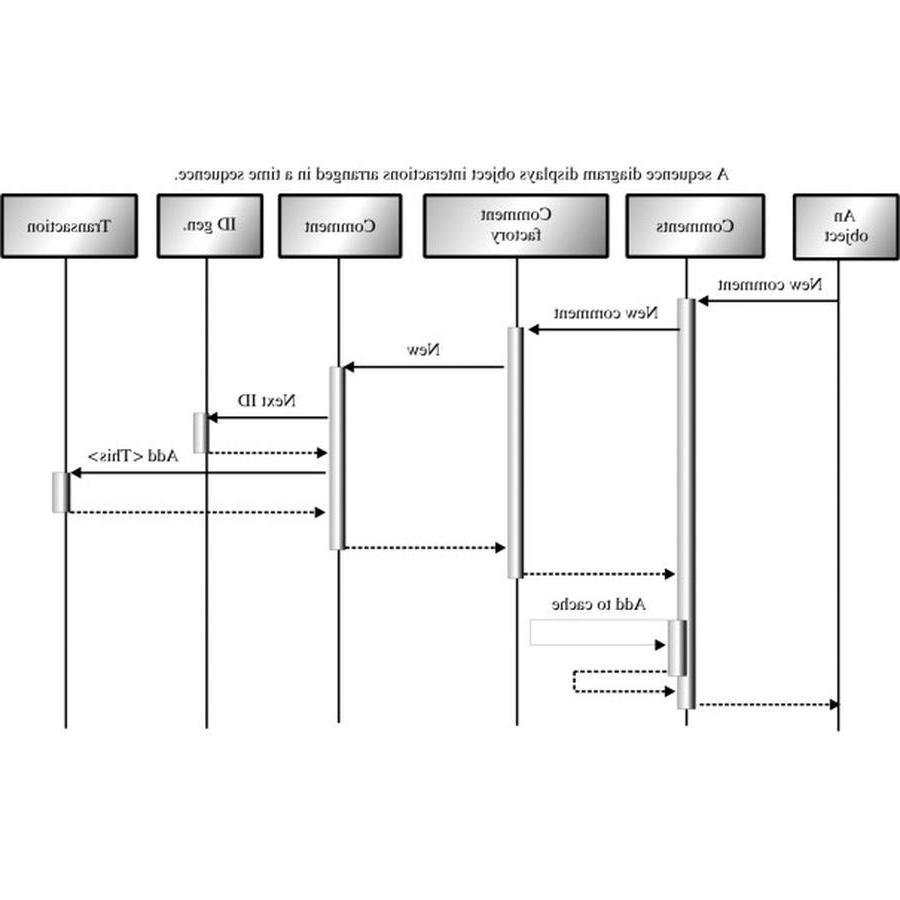 A sequence diagram displays object interactions arranged in a time sequence.
An
object
Comments
Comment
factory
Comment
ID gen.
Transaction
New comment
New comment
New
Next ID
Add <This>
Add to cache